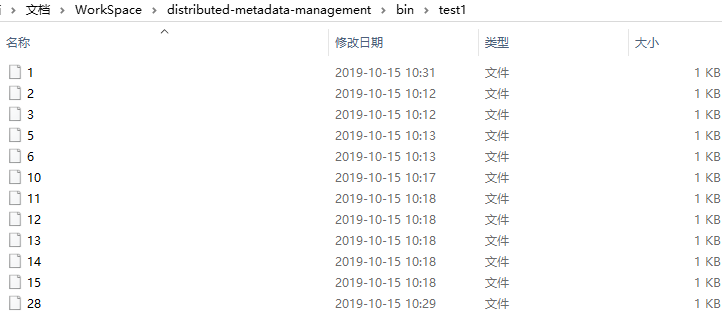 文档 > WorkSpace > distributed-metadata-management > bin > test1
名称 修改日期 类型 大小
1 2019-10-15 10:31 文件 1 KB
2 2019-10-15 10:12 文件 1 KB
3 2019-10-15 10:12 文件 1 KB
5 2019-10-15 10:13 文件 1 KB
6 2019-10-15 10:13 文件 1 KB
10 2019-10-15 10:17 文件 1 KB
11 2019-10-15 10:18 文件 1 KB
12 2019-10-15 10:18 文件 1 KB
13 2019-10-15 10:18 文件 1 KB
14 2019-10-15 10:18 文件 1 KB
15 2019-10-15 10:18 文件 1 KB
28 2019-10-15 10:29 文件 1 KB